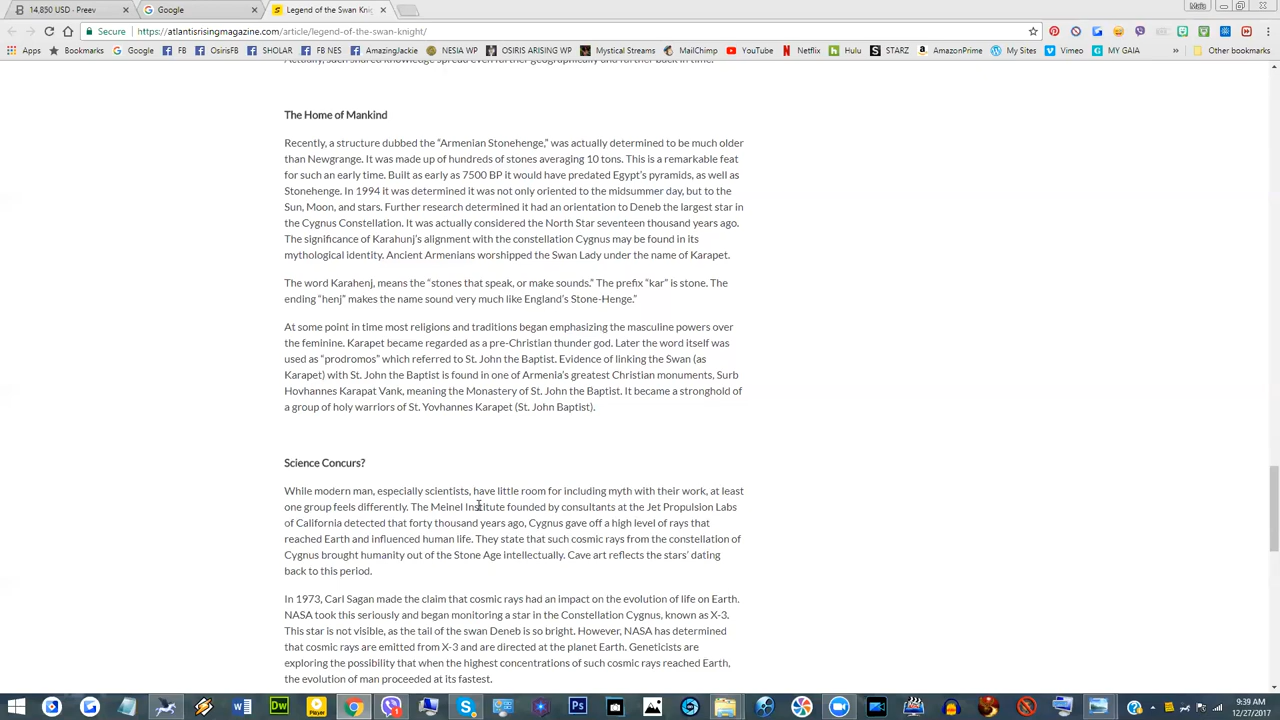 14,850 USD - Preev
Google
Legend of the Swan Knig
Mefo
Secure
https://atlantisrisingmagazine.com/article/legend-of-the-swan-knight/
Apps
Bookmarks
Google
FB
OsirisFB
SHOLAR
FB NES
AmazingJackie
NESIA WP
OSIRIS ARISING WP
Mystical Streams
MailChimp
YouTube
Netflix
Hulu
STARZ
AmazonPrime
My Sites
Vimeo
MY GAIA
»
Other bookmarks
Actually, such shared knowledge spread even further geographically and further back in time.
The Home of Mankind
Recently, a structure dubbed the “Armenian Stonehenge,” was actually determined to be much older
than Newgrange. It was made up of hundreds of stones averaging 10 tons. This is a remarkable feat
for such an early time. Built as early as 7500 BP it would have predated Egypt’s pyramids, as well as
Stonehenge. In 1994 it was determined it was not only oriented to the midsummer day, but to the
Sun, Moon, and stars. Further research determined it had an orientation to Deneb the largest star in
the Cygnus Constellation. It was actually considered the North Star seventeen thousand years ago.
The significance of Karahunj’s alignment with the constellation Cygnus may be found in its
mythological identity. Ancient Armenians worshipped the Swan Lady under the name of Karapet.
The word Karahenj, means the “stones that speak, or make sounds.” The prefix “kar” is stone. The
ending “henj” makes the name sound very much like England’s Stone-Henge.”
At some point in time most religions and traditions began emphasizing the masculine powers over
the feminine. Karapet became regarded as a pre-Christian thunder god. Later the word itself was
used as “prodromos” which referred to St. John the Baptist. Evidence of linking the Swan (as
Karapet) with St. John the Baptist is found in one of Armenia’s greatest Christian monuments, Surb
Hovhannes Karapat Vank, meaning the Monastery of St. John the Baptist. It became a stronghold of
a group of holy warriors of St. Yovhannes Karapet (St. John Baptist).
Science Concurs?
While modern man, especially scientists, have little room for including myth with their work, at least
one group feels differently. The Meinel Institute founded by consultants at the Jet Propulsion Labs
of California detected that forty thousand years ago, Cygnus gave off a high level of rays that
reached Earth and influenced human life. They state that such cosmic rays from the constellation of
Cygnus brought humanity out of the Stone Age intellectually. Cave art reflects the stars’ dating
back to this period.
In 1973, Carl Sagan made the claim that cosmic rays had an impact on the evolution of life on Earth.
NASA took this seriously and began monitoring a star in the Constellation Cygnus, known as X-3.
This star is not visible, as the tail of the swan Deneb is so bright. However, NASA has determined
that cosmic rays are emitted from X-3 and are directed at the planet Earth. Geneticists are
exploring the possibility that when the highest concentrations of such cosmic rays reached Earth,
the evolution of man proceeded at its fastest.
9:39 AM
12/27/2017